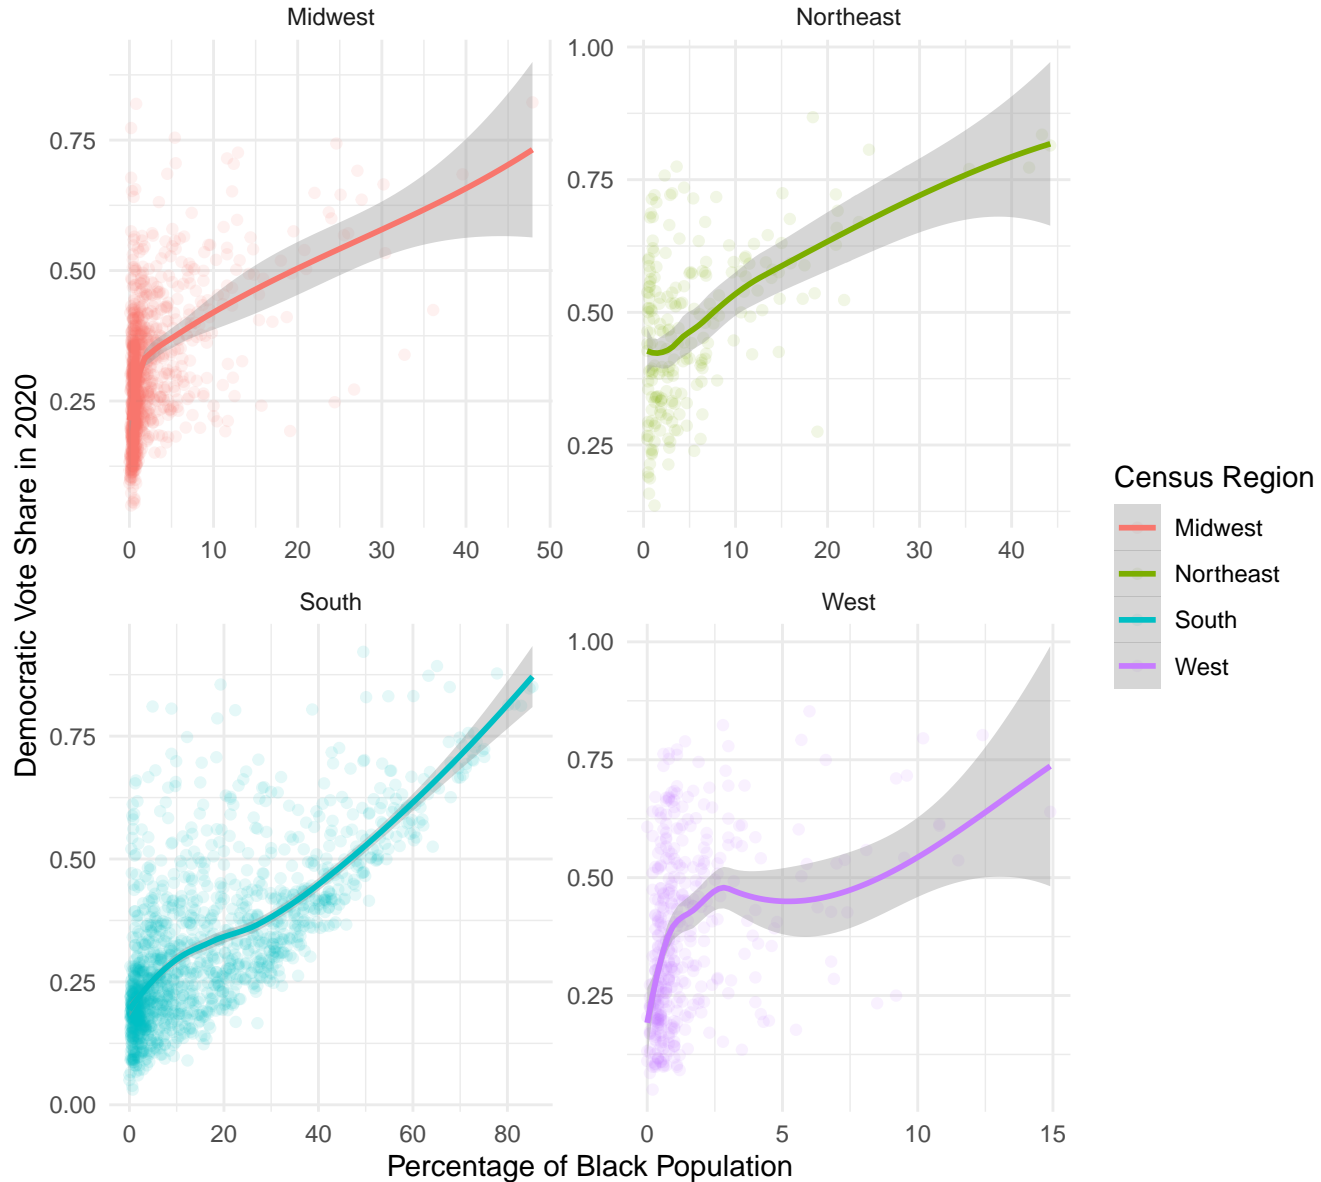 Midwest
Northeast
1.00
0.75
0.50
0.25
0.75
0.50
0.25
0 10 20 30 40 50
0 10 20 30 40
South
West
0.75
0.50
0.25
0.00
1.00
0.75
0.50
0.25
0 20 40 60 80
0 5 10 15
Democratic Vote Share in 2020
Percentage of Black Population
Census Region
Midwest
Northeast
South
West